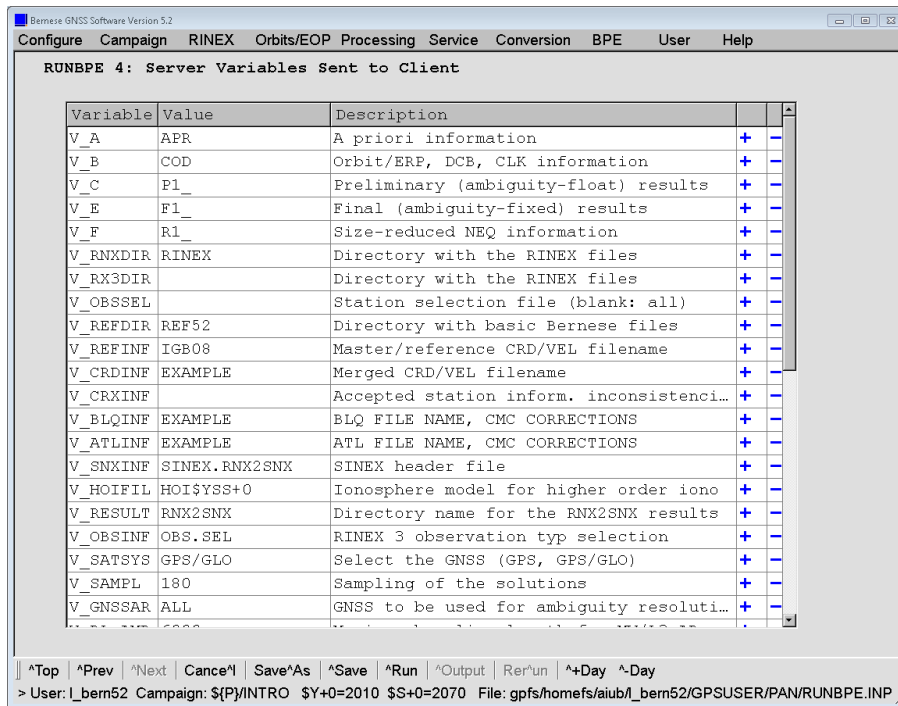 Bernese GNSS Software Version 5.2
Configure Campaign RINEX Orbits/EOP Processing Service Conversion BPE User Help
RUNBPE 4: Server Variables Sent to Client
Variable Value Description
V_A APR A priori information + −
V_B COD Orbit/ERP, DCB, CLK information + −
V_C P1_ Preliminary (ambiguity-float) results + −
V_E F1_ Final (ambiguity-fixed) results + −
V_F R1_ Size-reduced NEQ information + −
V_RNXDIR RINEX Directory with the RINEX files + −
V_RX3DIR Directory with the RINEX files + −
V_OBSSEL Station selection file (blank: all) + −
V_REFDIR REF52 Directory with basic Bernese files + −
V_REFINF IGB08 Master/reference CRD/VEL filename + −
V_CRDINF EXAMPLE Merged CRD/VEL filename + −
V_CRXINF Accepted station inform. inconsistenci… + −
V_BLQINF EXAMPLE BLQ FILE NAME, CMC CORRECTIONS + −
V_ATLINF EXAMPLE ATL FILE NAME, CMC CORRECTIONS + −
V_SNXINF SINEX.RNX2SNX SINEX header file + −
V_HOIFIL HOI$YSS+0 Ionosphere model for higher order iono + −
V_RESULT RNX2SNX Directory name for the RNX2SNX results + −
V_OBSINF OBS.SEL RINEX 3 observation typ selection + −
V_SATSYS GPS/GLO Select the GNSS (GPS, GPS/GLO) + −
V_SAMPL 180 Sampling of the solutions + −
V_GNSSAR ALL GNSS to be used for ambiguity resoluti… + −
^Top ^Prev ^Next Cance^l Save^As ^Save ^Run ^Output Rer^un ^+Day ^-Day
> User: l_bern52 Campaign: ${P}/INTRO $Y+0=2010 $S+0=2070 File: gpfs/homefs/aiub/l_bern52/GPSUSER/PAN/RUNBPE.INP